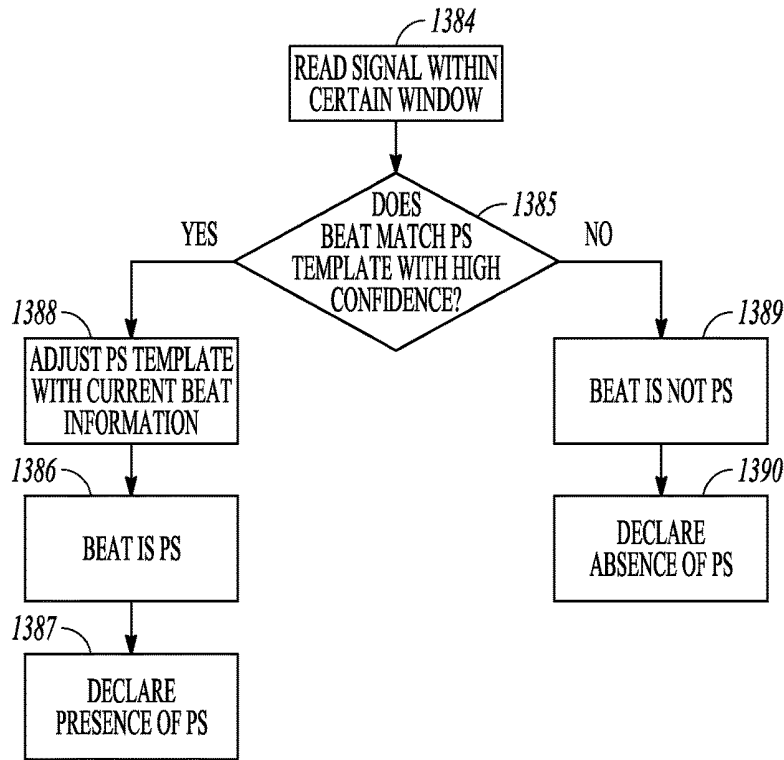 1384
READ SIGNAL WITHIN
CERTAIN WINDOW
DOES
BEAT MATCH PS
TEMPLATE WITH HIGH
CONFIDENCE?
1385
YES
NO
1388
ADJUST PS TEMPLATE
WITH CURRENT BEAT
INFORMATION
1389
BEAT IS NOT PS
1386
BEAT IS PS
1390
DECLARE
ABSENCE OF PS
1387
DECLARE
PRESENCE OF PS